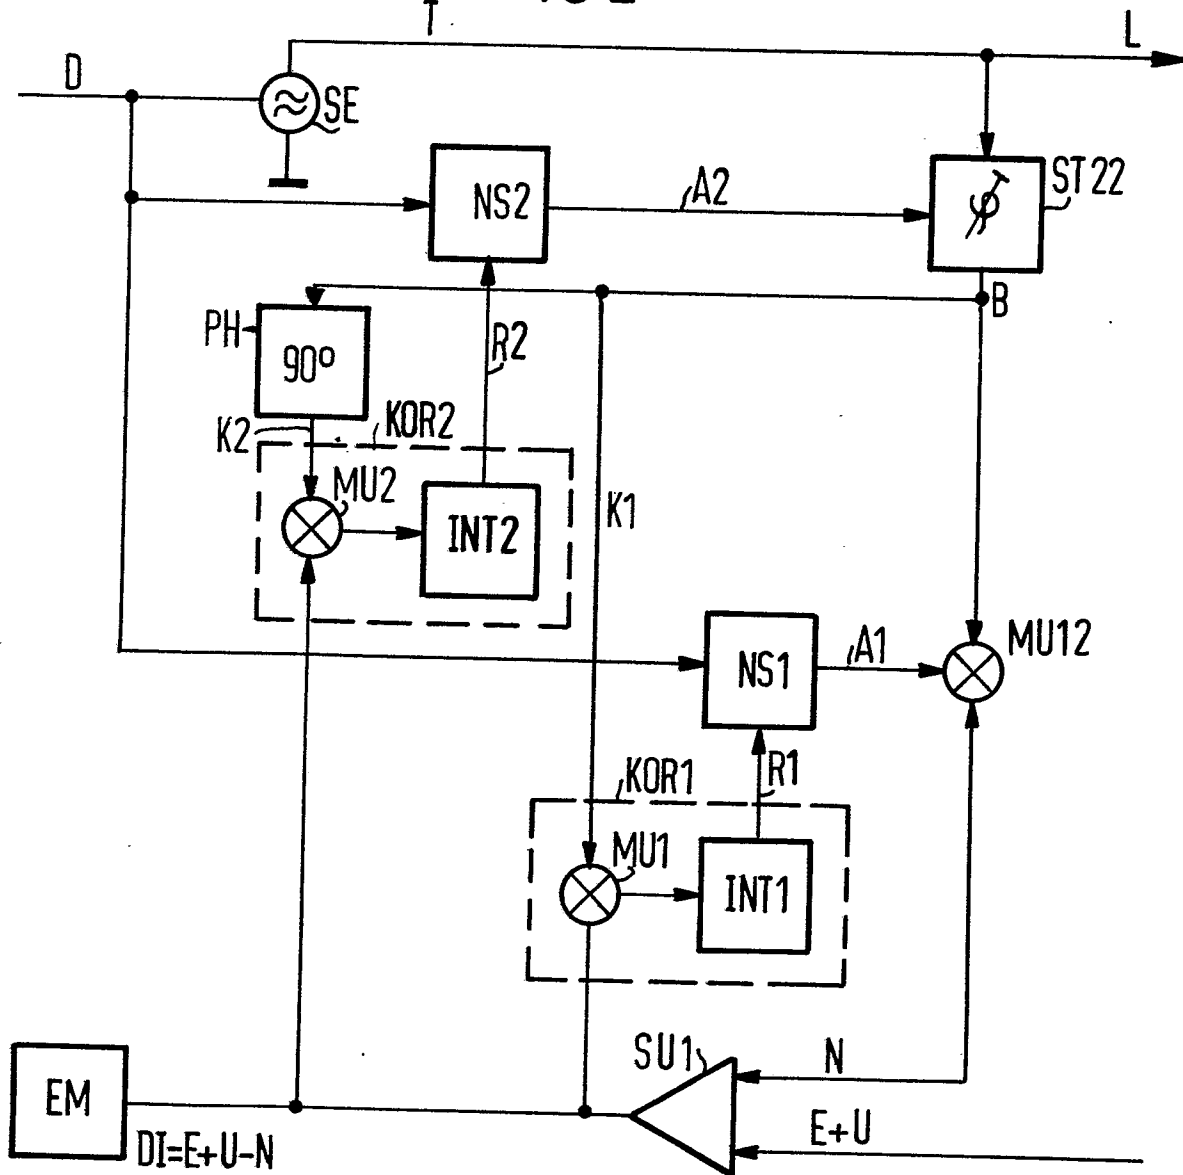 L
D
SE
NS2
A2
ST22
φ
B
PH
90°
R2
K2
KOR2
MU2
INT2
K1
MU12
NS1
A1
KOR1
R1
MU1
INT1
SU1
N
EM
E+U
DI=E+U-N